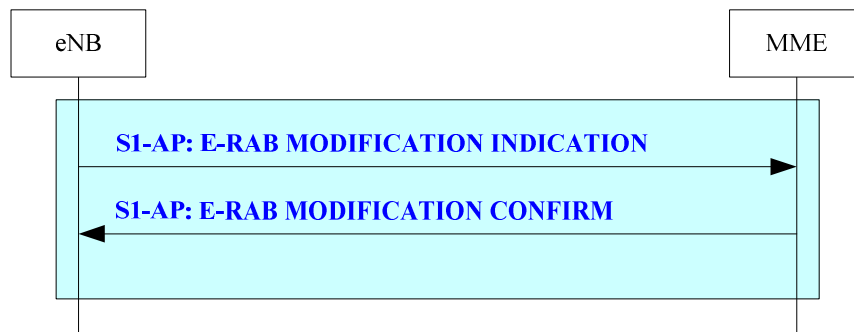 eNB
MME
S1-AP: E-RAB MODIFICATION INDICATION
S1-AP: E-RAB MODIFICATION CONFIRM